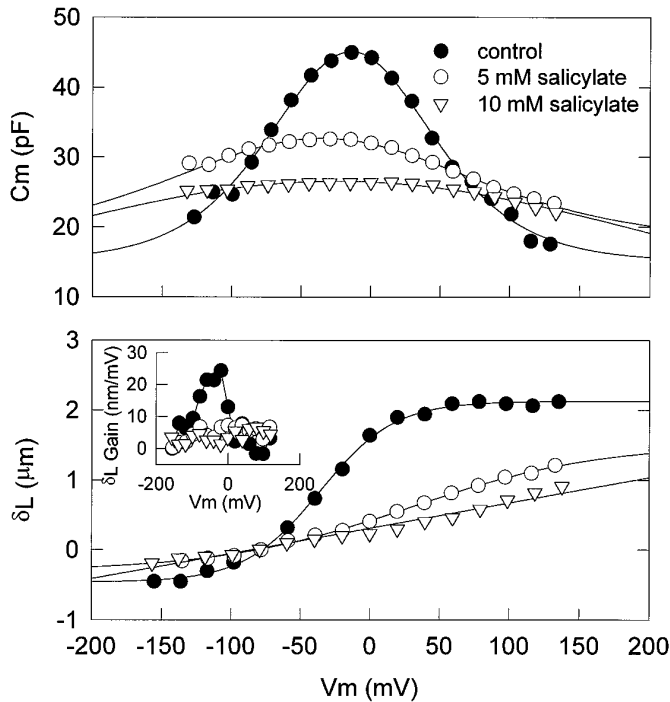 50
40
30
20
10
Cm (pF)
control
5 mM salicylate
10 mM salicylate
3
2
1
0
-1
δL (μm)
30
20
10
0
δL Gain (nm/mV)
-200 0 200
Vm (mV)
-200 -150 -100 -50 0 50 100 150 200
Vm (mV)